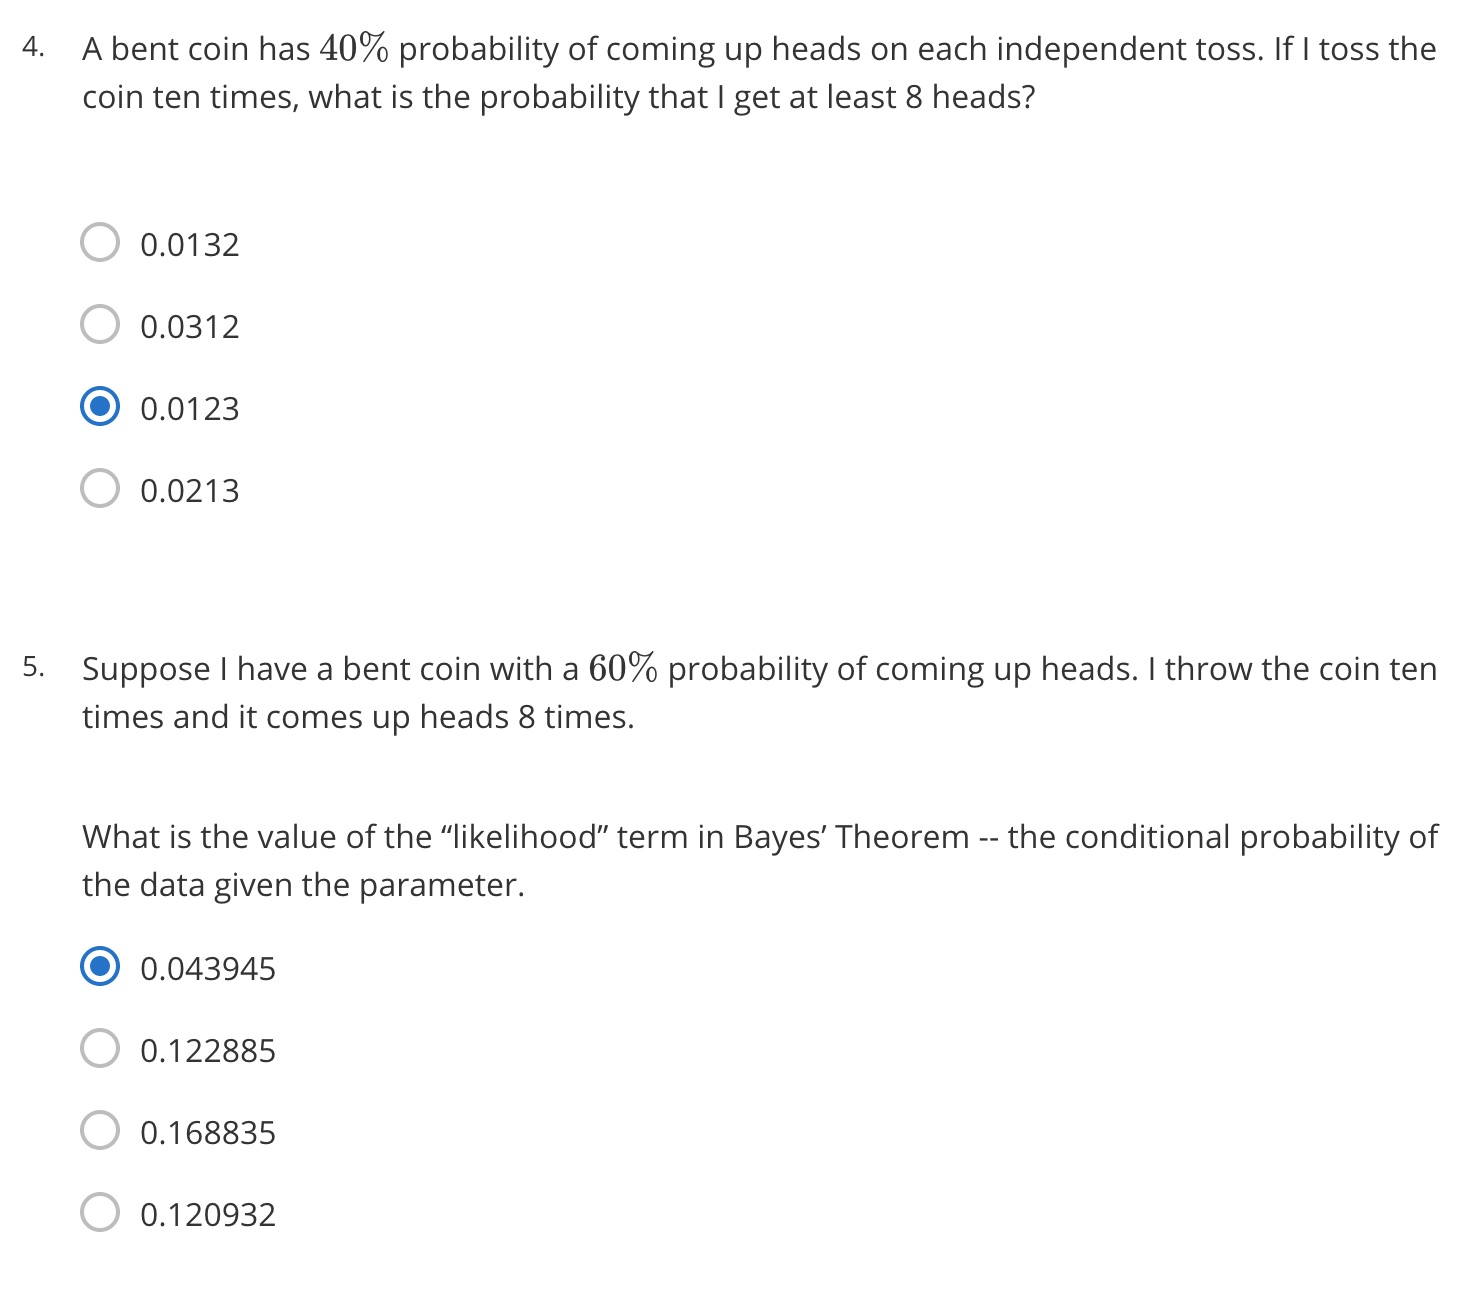 4. A bent coin has 40% probability of coming up heads on each independent toss. If I toss the
coin ten times, what is the probability that I get at least 8 heads?
0.0132
0.0312
0.0123
0.0213
5. Suppose I have a bent coin with a 60% probability of coming up heads. I throw the coin ten
times and it comes up heads 8 times.
What is the value of the “likelihood” term in Bayes’ Theorem -- the conditional probability of
the data given the parameter.
0.043945
0.122885
0.168835
0.120932